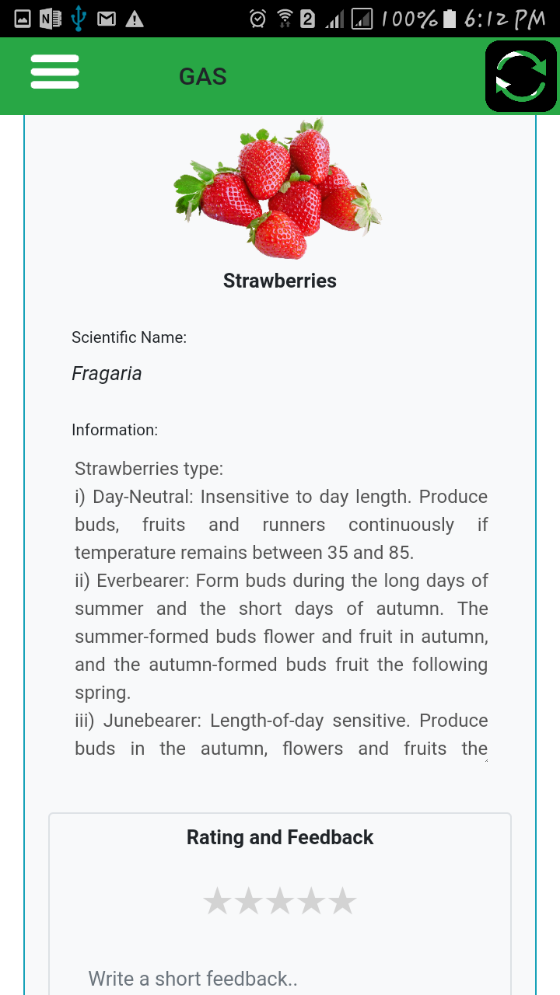 2 100% 6:12 PM
GAS
Strawberries
Scientific Name:
Fragaria
Information:
Strawberries type:
i) Day-Neutral: Insensitive to day length. Produce
buds, fruits and runners continuously if
temperature remains between 35 and 85.
ii) Everbearer: Form buds during the long days of
summer and the short days of autumn. The
summer-formed buds flower and fruit in autumn,
and the autumn-formed buds fruit the following
spring.
iii) Junebearer: Length-of-day sensitive. Produce
buds in the autumn, flowers and fruits the
Rating and Feedback
Write a short feedback..